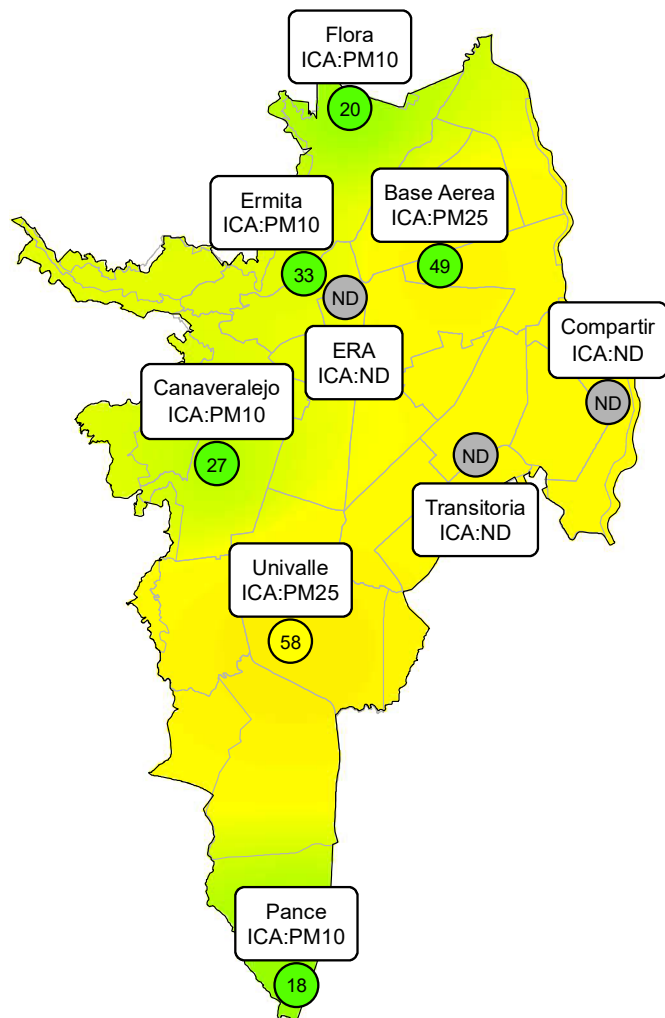 Flora
ICA:PM10
20
Ermita
ICA:PM10
33
Base Aerea
ICA:PM25
49
ND
ERA
ICA:ND
Compartir
ICA:ND
ND
Canaveralejo
ICA:PM10
27
ND
Transitoria
ICA:ND
Univalle
ICA:PM25
58
Pance
ICA:PM10
18